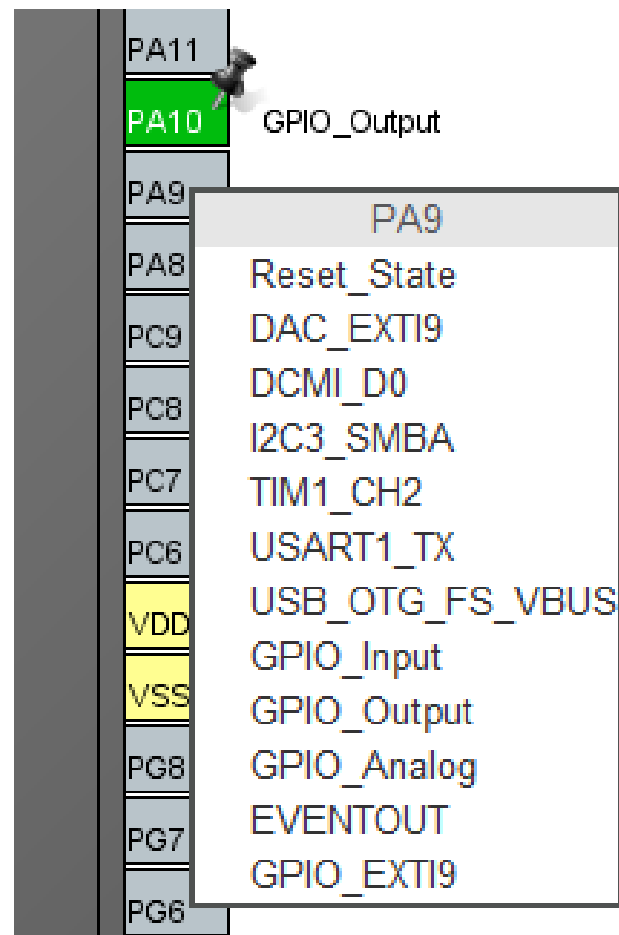 PA11
PA10 GPIO_Output
PA9
PA8
PC9
PC8
PC7
PC6
VDD
VSS
PG8
PG7
PG6
PA9
Reset_State
DAC_EXTI9
DCMI_D0
I2C3_SMBA
TIM1_CH2
USART1_TX
USB_OTG_FS_VBUS
GPIO_Input
GPIO_Output
GPIO_Analog
EVENTOUT
GPIO_EXTI9